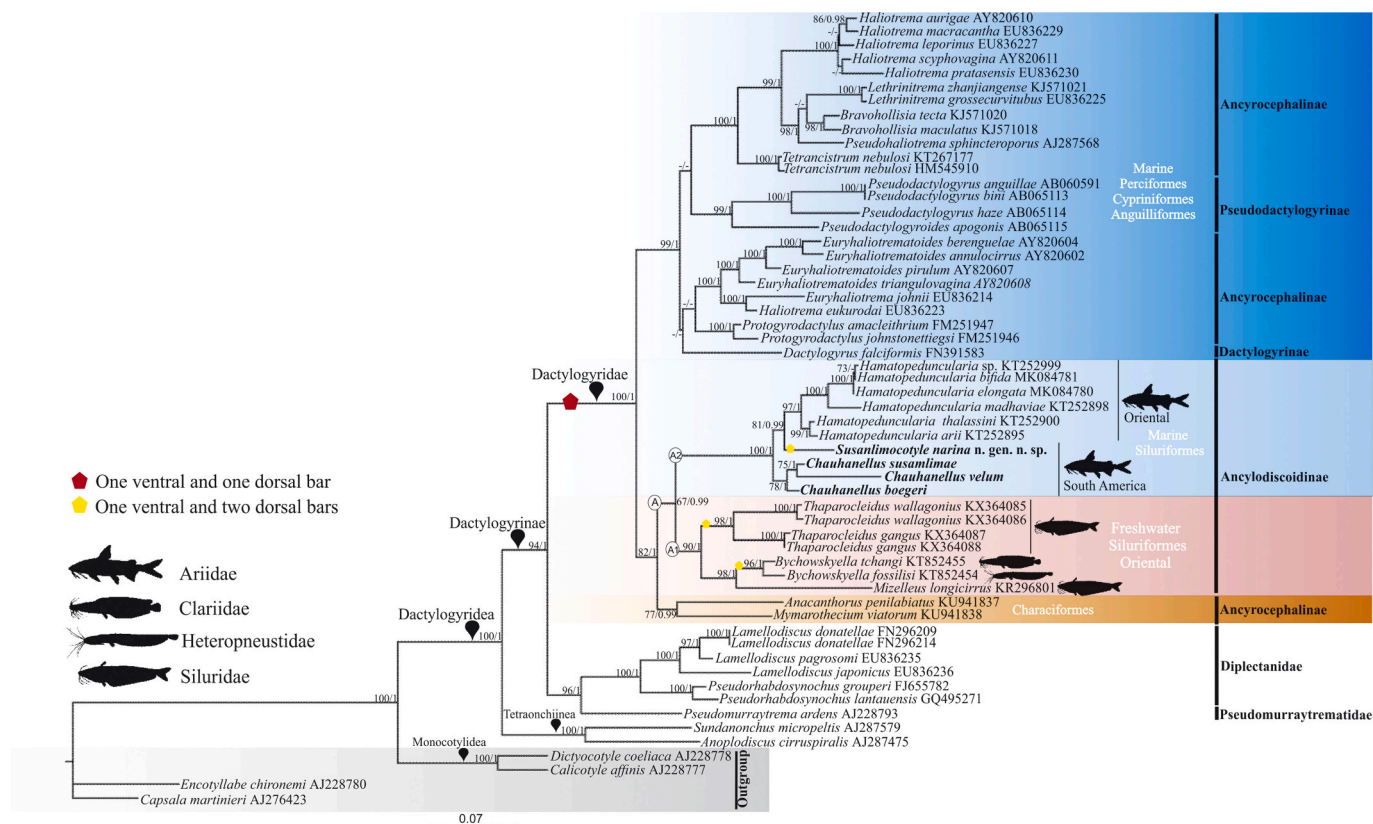 86/0.98
Haliotrema aurigae AY820610
Haliotrema macracantha EU836229
-/-
Haliotrema leporinus EU836227
100/1
Haliotrema scyphovagina AY820611
-/-
Haliotrema pratasensis EU836230
99/1
100/1
Lethrinitrema zhanjiangense KJ571021
Lethrinitrema grossecurvitubus EU836225
-/-
Bravohollisia tecta KJ571020
98/1
98/1
Bravohollisia maculatus KJ571018
Pseudohaliotrema sphincteroporus AJ287568
100/1
100/1
Tetrancistrum nebulosi KT267177
Tetrancistrum nebulosi HM545910
Ancyrocephalinae
-/-
100/1
Pseudodactylogyrus anguillae AB060591
Pseudodactylogyrus bini AB065113
100/1
99/1
Pseudodactylogyrus haze AB065114
Pseudodactylogyroides apogonis AB065115
Marine
Perciformes
Cypriniformes
Anguilliformes
Pseudodactylogyrinae
99/1
100/1
Euryhaliotrematoides berenguelae AY820604
Euryhaliotrematoides annulocirrus AY820602
100/1
Euryhaliotrematoides pirulum AY820607
100/1
Euryhaliotrematoides triangulovagina AY820608
100/1
Euryhaliotrema johnii EU836214
100/1
Haliotrema eukurodai EU836223
-/-
100/1
Protogyrodactylus amacleithrium FM251947
Protogyrodactylus johnstonettiegsi FM251946
-/-
Ancyrocephalinae
Dactylogyrus falciformis FN391583
Dactylogyrinae
Dactylogyridae
100/1
73/-
Hamatopeduncularia sp. KT252999
100/1
Hamatopeduncularia bifida MK084781
Hamatopeduncularia elongata MK084780
100/1
Hamatopeduncularia madhaviae KT252898
97/1
Hamatopeduncularia thalassini KT252900
99/1
Hamatopeduncularia arii KT252895
81/0.99
Susanlimocotyle narina n. gen. n. sp.
100/1
75/1
Chauhanellus susamlimae
Chauhanellus velum
78/1
Chauhanellus boegeri
Oriental
Marine
Siluriformes
South America
Ancylodiscoidinae
A2
67/0.99
A
A1
82/1
90/1
98/1
100/1
Thaparocleidus wallagonius KX364085
Thaparocleidus wallagonius KX364086
100/1
Thaparocleidus gangus KX364087
Thaparocleidus gangus KX364088
96/1
Bychowskyella tchangi KT852455
98/1
Bychowskyella fossilisi KT852454
Mizelleus longicirrus KR296801
Freshwater
Siluriformes
Oriental
77/0.99
Anacanthorus penilabiatus KU941837
Mymarothecium viatorum KU941838
Characiformes
Ancyrocephalinae
One ventral and one dorsal bar
One ventral and two dorsal bars
Ariidae
Clariidae
Heteropneustidae
Siluridae
Dactylogyrinae
94/1
Dactylogyridea
100/1
100/1
Lamellodiscus donatellae FN296209
Lamellodiscus donatellae FN296214
97/1
Lamellodiscus pagrosomi EU836235
100/1
Lamellodiscus japonicus EU836236
96/1
100/1
Pseudorhabdosynochus grouperi FJ655782
Pseudorhabdosynochus lantauensis GQ495271
Diplectanidae
Pseudomurraytrema ardens AJ228793
Pseudomurraytrematidae
100/1
Tetraonchiinea
100/1
Sundanonchus micropeltis AJ287579
Anoplodiscus cirruspiralis AJ287475
Monocotylidea
100/1
Dictyocotyle coeliaca AJ228778
Calicotyle affinis AJ228777
Encotyllabe chironemi AJ228780
Capsala martinieri AJ276423
Outgroup
0.07